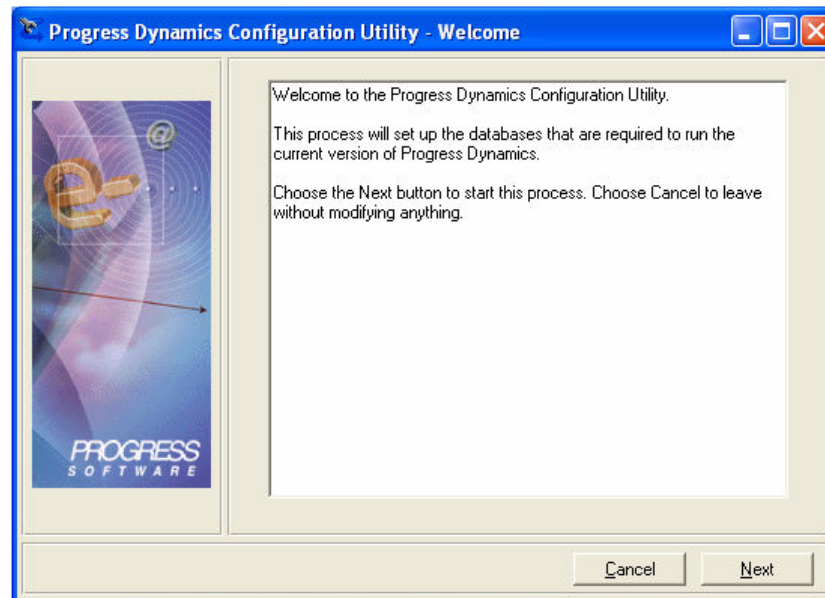 Progress Dynamics Configuration Utility - Welcome
Welcome to the Progress Dynamics Configuration Utility.
This process will set up the databases that are required to run the
current version of Progress Dynamics.
Choose the Next button to start this process. Choose Cancel to leave
without modifying anything.
@
e-
PROGRESS
SOFTWARE
Cancel
Next